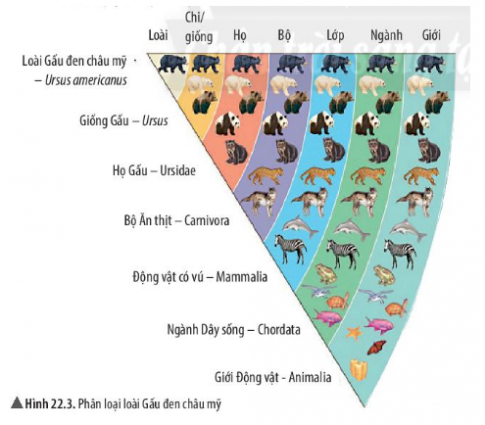 Chi/
Loài giống Họ Bộ Lớp Ngành Giới
Loài Gấu đen châu mỹ
– Ursus americanus
Giống Gấu – Ursus
Họ Gấu – Ursidae
Bộ Ăn thịt – Carnivora
Động vật có vú – Mammalia
Ngành Dây sống – Chordata
Giới Động vật - Animalia
▲Hình 22.3. Phân loại loài Gấu đen châu mỹ